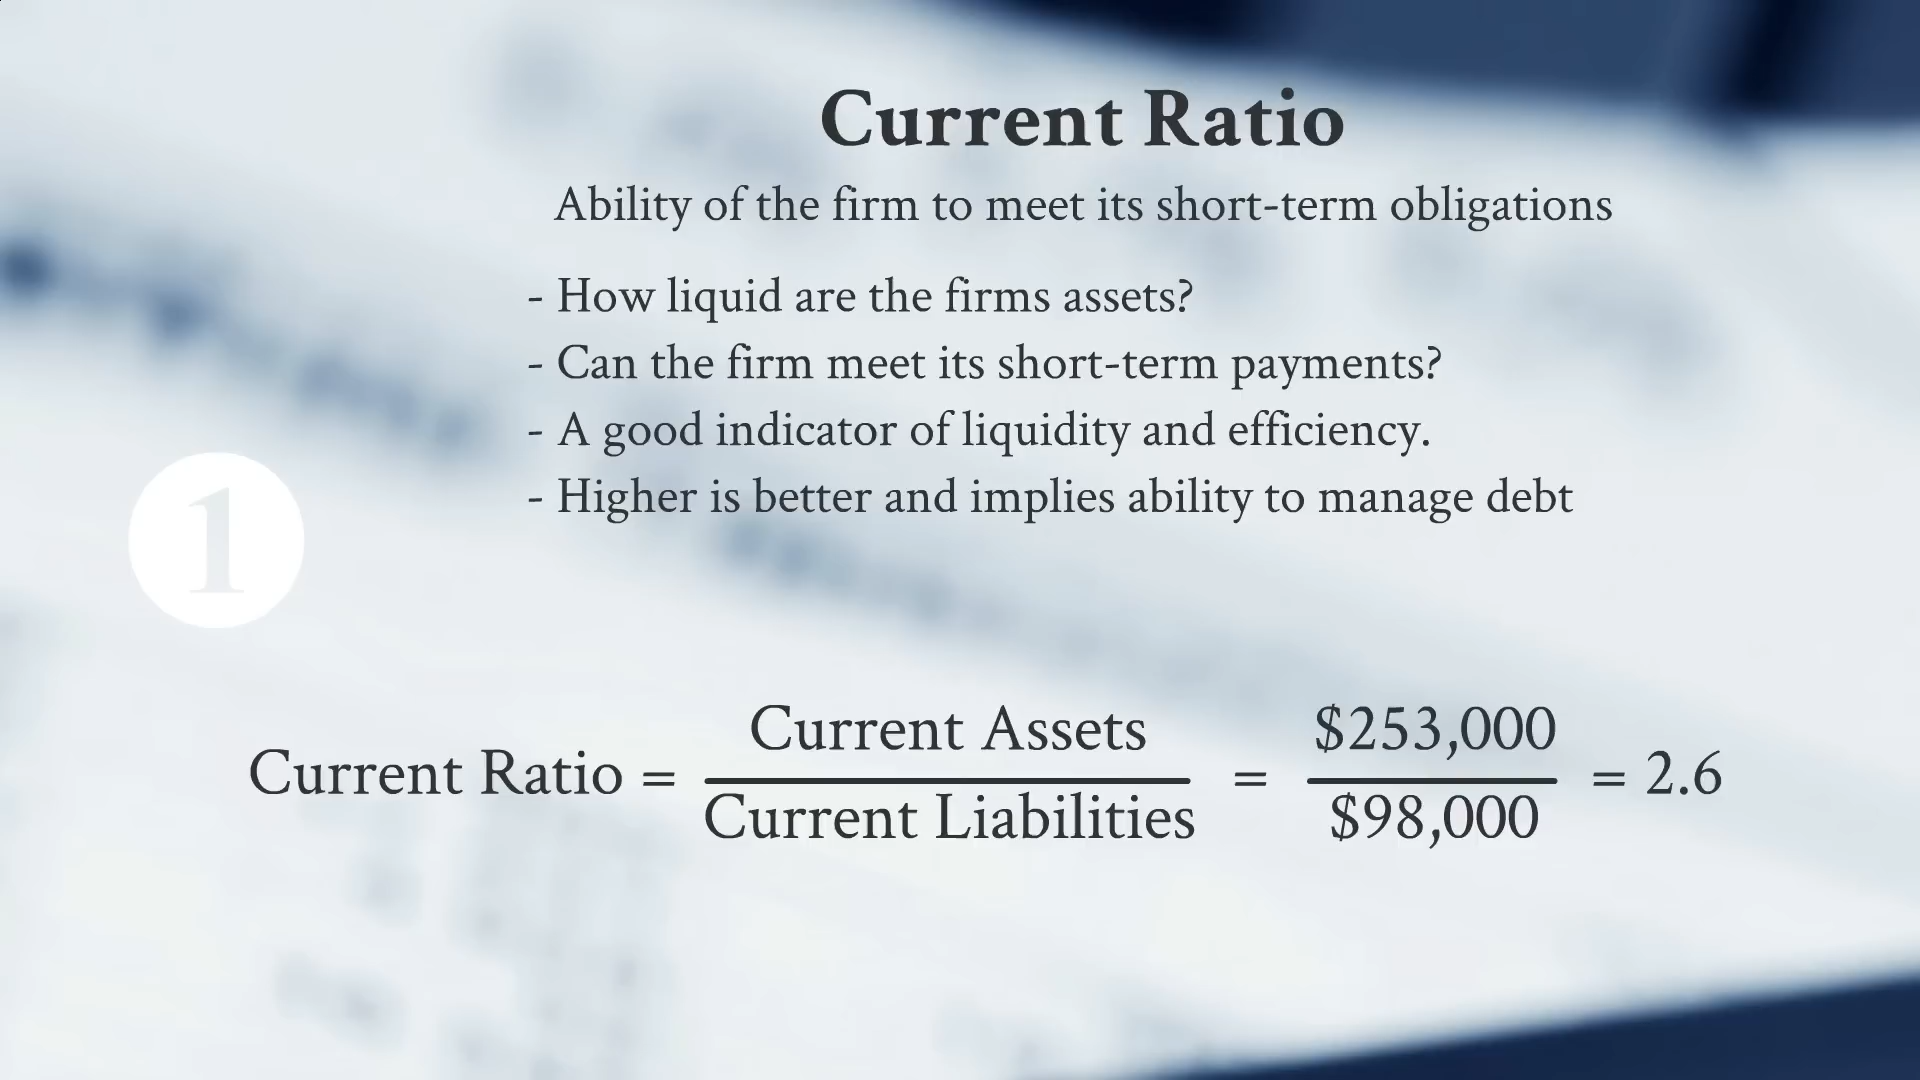 Current Ratio
Ability of the firm to meet its short-term obligations
- How liquid are the firms assets?
- Can the firm meet its short-term payments?
- A good indicator of liquidity and efficiency.
- Higher is better and implies ability to manage debt
1
Current Ratio = Current Assets / Current Liabilities = $253,000 / $98,000 = 2.6